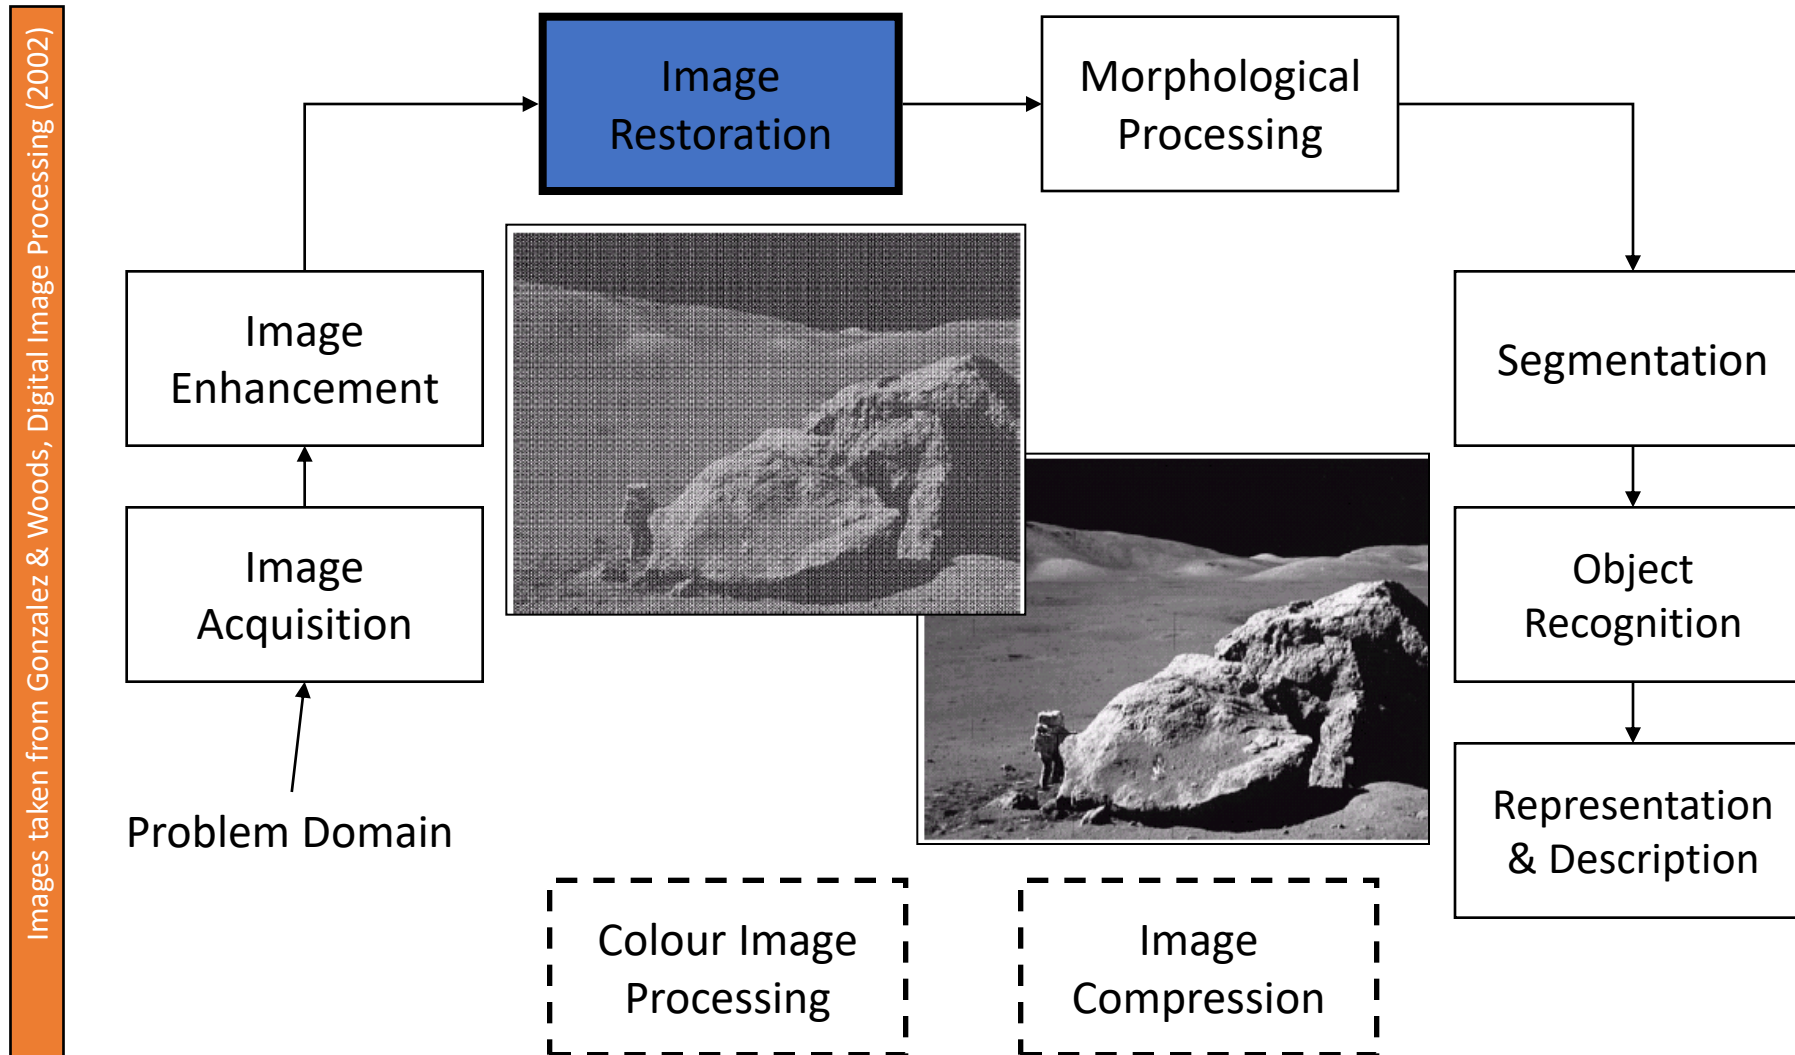 Images taken from Gonzalez & Woods, Digital Image Processing (2002)
Image
Restoration
Morphological
Processing
Image
Enhancement
Segmentation
Image
Acquisition
Object
Recognition
Problem Domain
Representation
& Description
Colour Image
Processing
Image
Compression